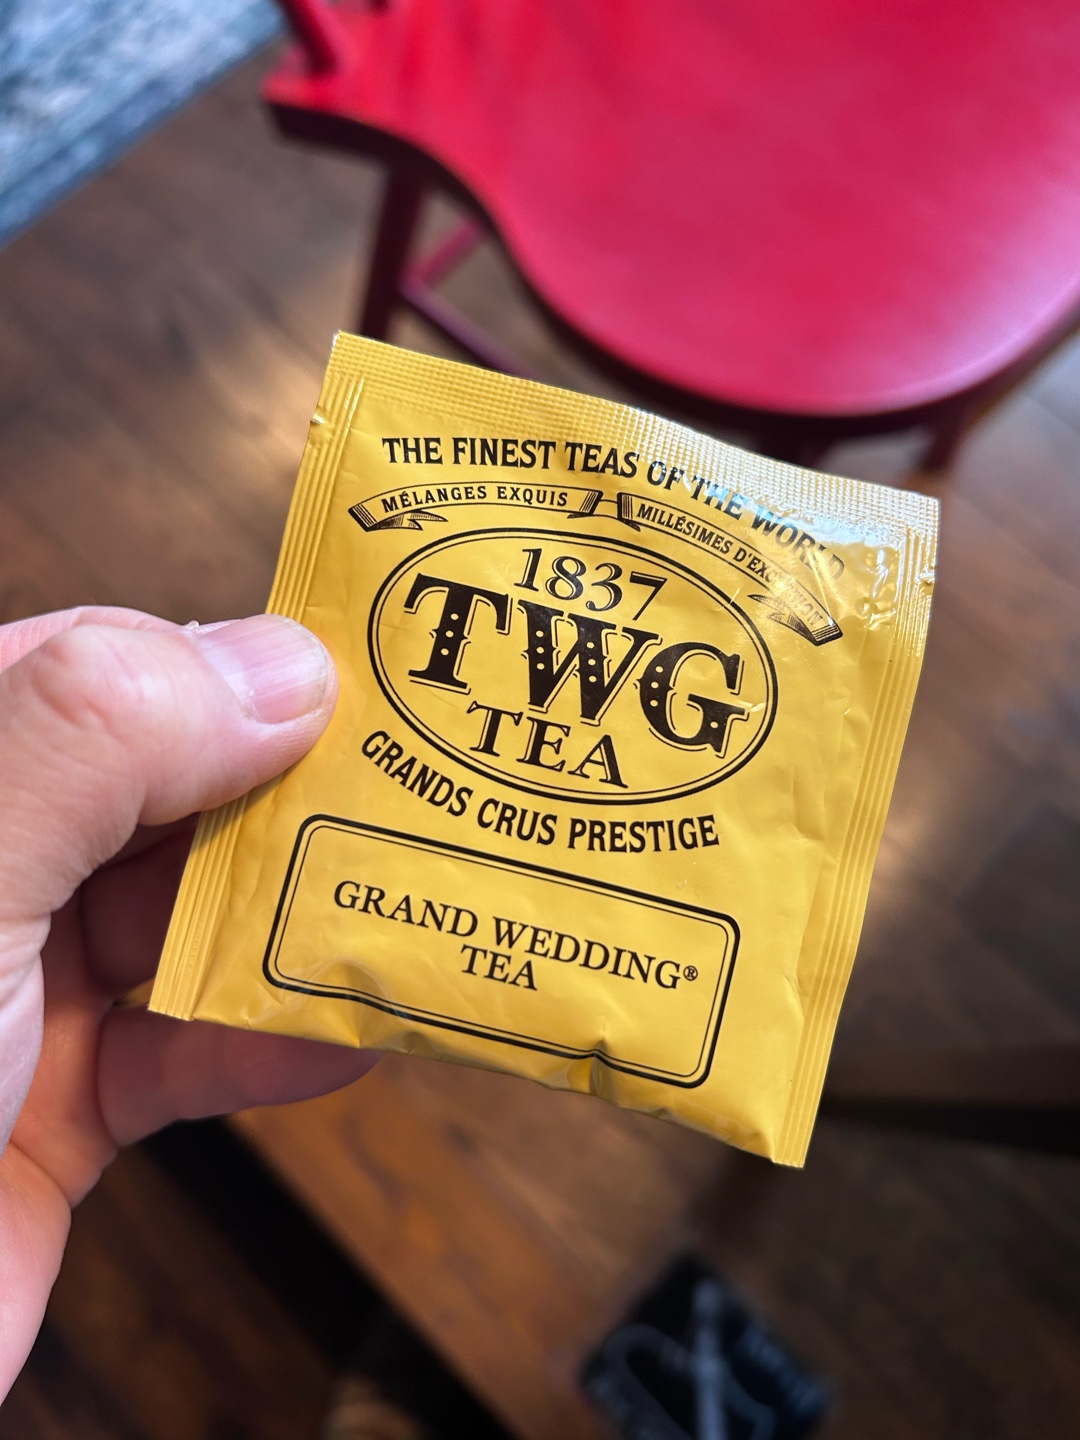 THE FINEST TEAS OF THE WORLD
MÉLANGES EXQUIS MILLÉSIMES D'EXCEPTION
1837
TWG
TEA
GRANDS CRUS PRESTIGE
GRAND WEDDING®
TEA